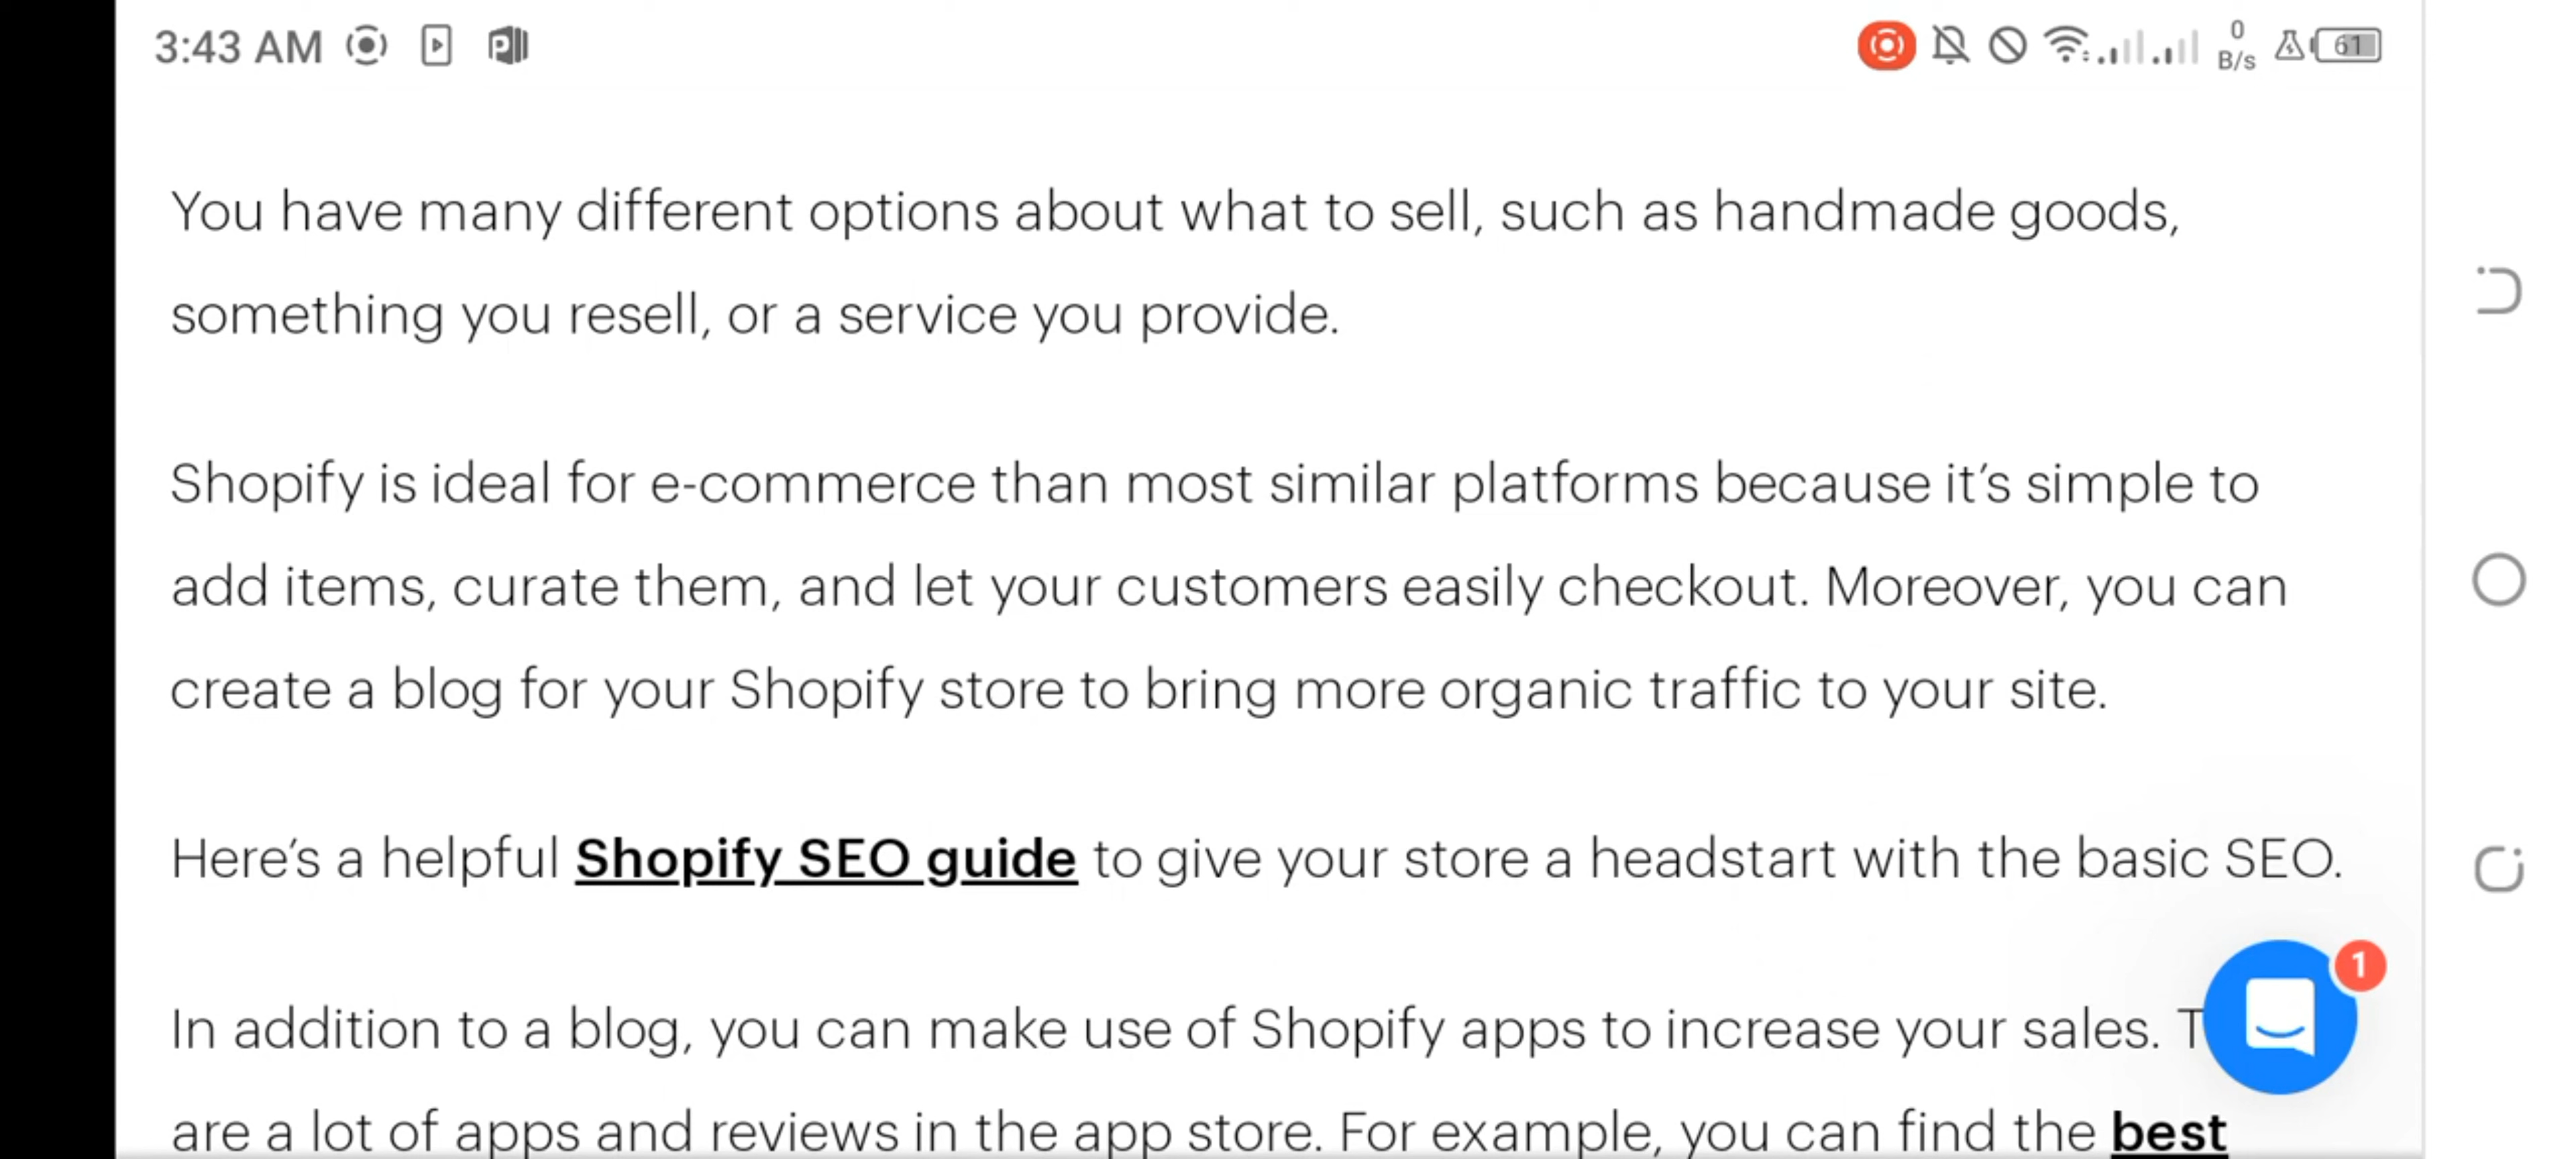 3:43 AM
0
B/s
61
You have many different options about what to sell, such as handmade goods,
something you resell, or a service you provide.
Shopify is ideal for e-commerce than most similar platforms because it's simple to
add items, curate them, and let your customers easily checkout. Moreover, you can
create a blog for your Shopify store to bring more organic traffic to your site.
Here's a helpful Shopify SEO guide to give your store a headstart with the basic SEO.
1
In addition to a blog, you can make use of Shopify apps to increase your sales.
are a lot of apps and reviews in the app store. For example, you can find the best